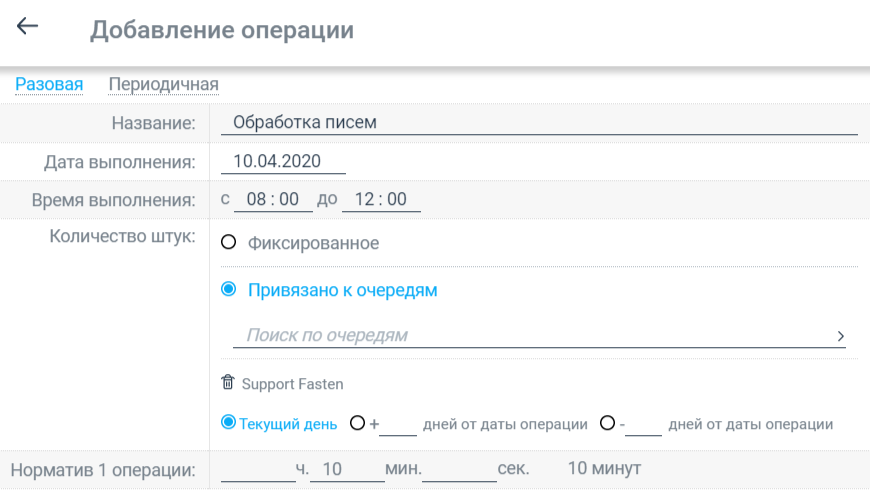 Добавление операции
Разовая Периодичная
Название: Обработка писем
Дата выполнения: 10.04.2020
Время выполнения: с 08 : 00 до 12 : 00
Количество штук: Фиксированное
Привязано к очередям
Поиск по очередям
Support Fasten
Текущий день + дней от даты операции - дней от даты операции
Норматив 1 операции: ч. 10 мин. сек. 10 минут